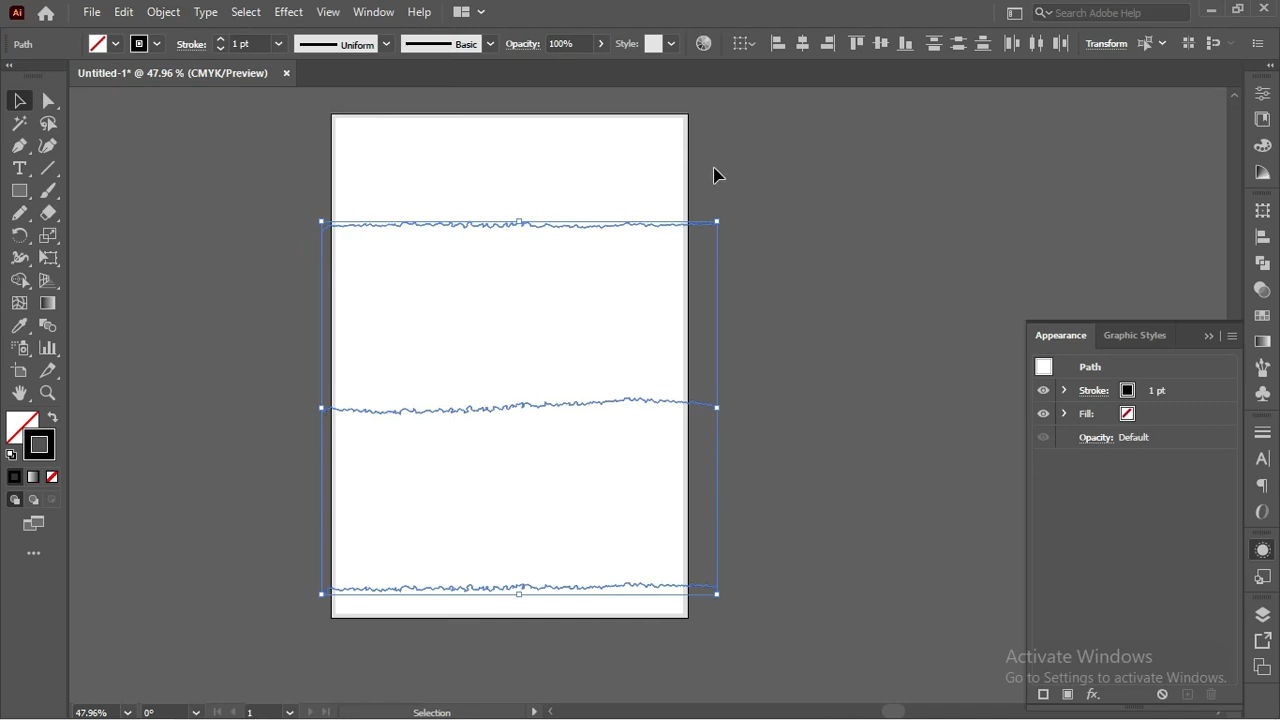 Ai File Edit Object Type Select Effect View Window Help Search Adobe Help
Path Stroke: 1 pt Uniform Basic Opacity: 100% Style: Transform
Untitled-1* @ 47.96 % (CMYK/Preview) ×
Appearance Graphic Styles
Path
Stroke: 1 pt
Fill:
Opacity: Default
Activate Windows
Go to Settings to activate Windows.
fx.
47.96% 0° 1 Selection